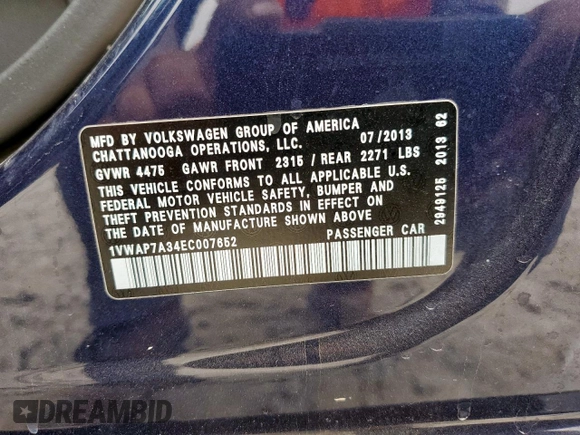 MFD BY VOLKSWAGEN GROUP OF AMERICA
CHATTANOOGA OPERATIONS, LLC. 07/2013
GVWR 4475 GAWR FRONT 2315 / REAR 2271 LBS
THIS VEHICLE CONFORMS TO ALL APPLICABLE U.S.
FEDERAL MOTOR VEHICLE SAFETY, BUMPER AND
THEFT PREVENTION STANDARDS IN EFFECT ON
THE DATE OF MANUFACTURE SHOWN ABOVE
1VWAP7A34EC007652 PASSENGER CAR
2949125 2013 62
DREAMBID